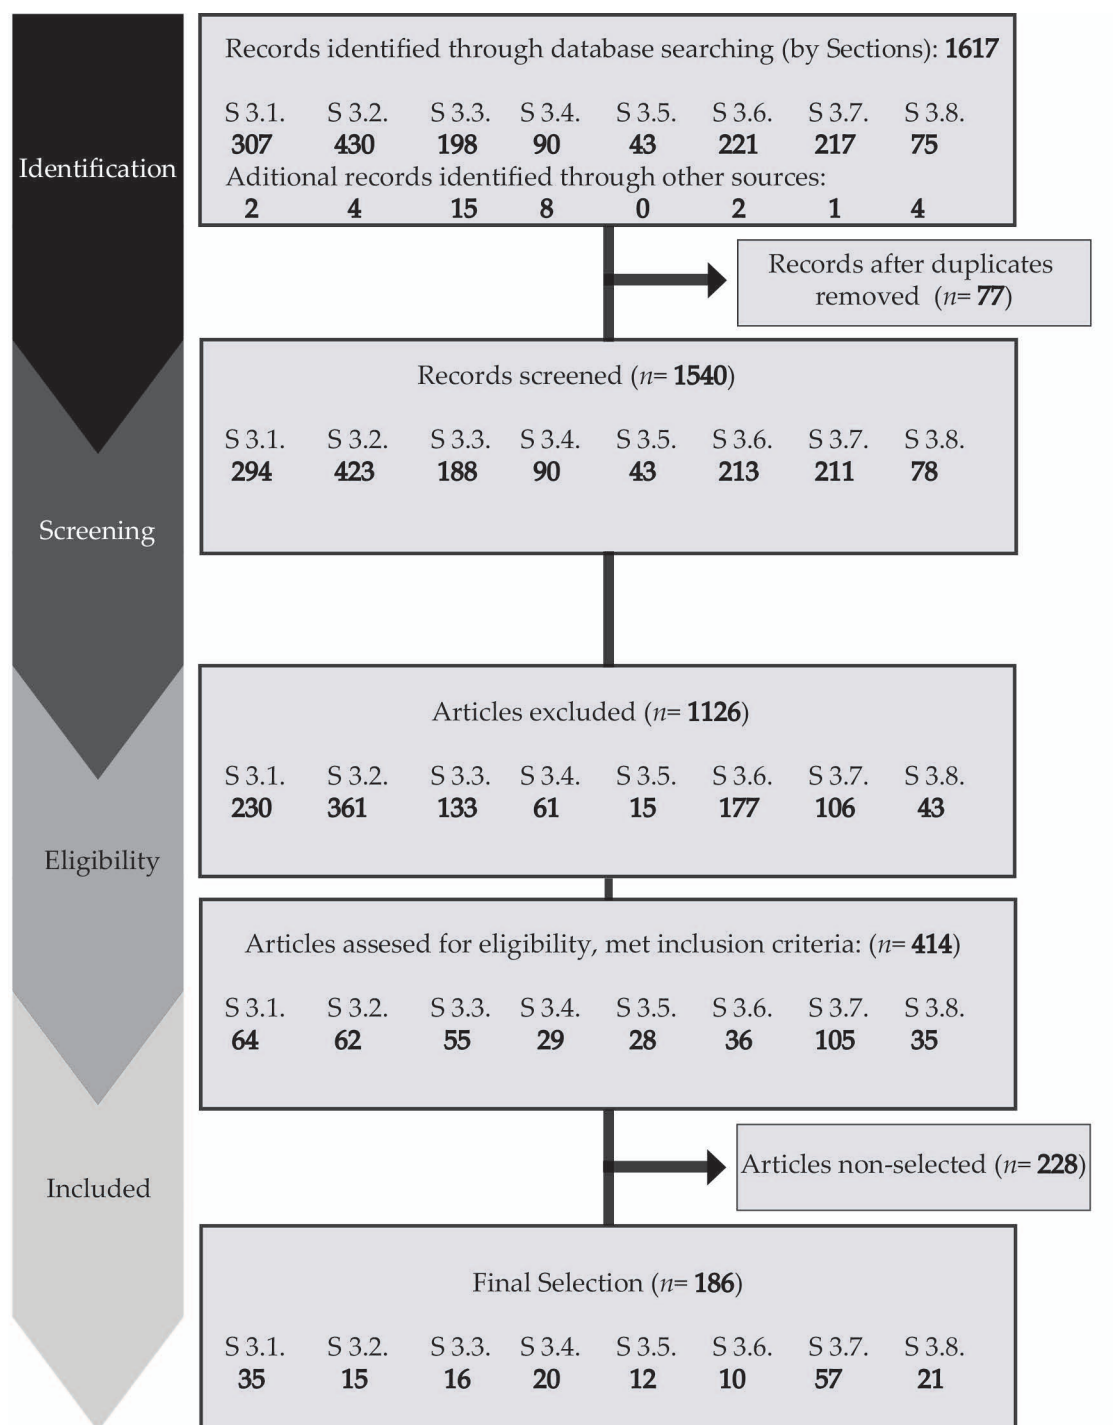 Identification
Records identified through database searching (by Sections): 1617
S 3.1. S 3.2. S 3.3. S 3.4. S 3.5. S 3.6. S 3.7. S 3.8.
307 430 198 90 43 221 217 75
Aditional records identified through other sources:
2 4 15 8 0 2 1 4
Records after duplicates
removed (n= 77)
Screening
Records screened (n= 1540)
S 3.1. S 3.2. S 3.3. S 3.4. S 3.5. S 3.6. S 3.7. S 3.8.
294 423 188 90 43 213 211 78
Eligibility
Articles excluded (n= 1126)
S 3.1. S 3.2. S 3.3. S 3.4. S 3.5. S 3.6. S 3.7. S 3.8.
230 361 133 61 15 177 106 43
Articles assesed for eligibility, met inclusion criteria: (n= 414)
S 3.1. S 3.2. S 3.3. S 3.4. S 3.5. S 3.6. S 3.7. S 3.8.
64 62 55 29 28 36 105 35
Included
Articles non-selected (n= 228)
Final Selection (n= 186)
S 3.1. S 3.2. S 3.3. S 3.4. S 3.5. S 3.6. S 3.7. S 3.8.
35 15 16 20 12 10 57 21